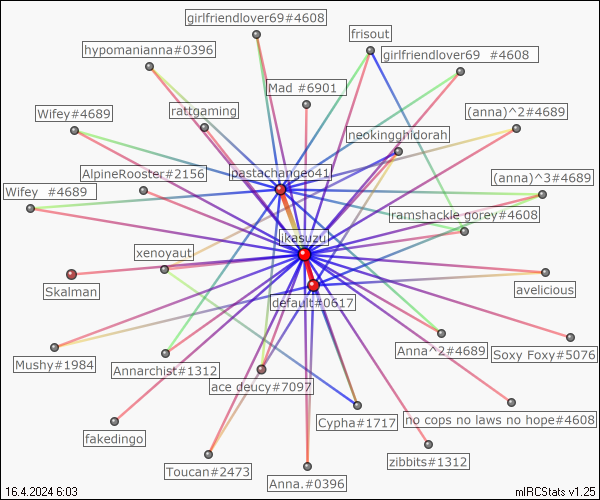 girlfriendlover69#4608
frisout
hypomanianna#0396
girlfriendlover69  #4608
Mad #6901
Wifey#4689
rattgaming
(anna)^2#4689
neokingghidorah
AlpineRooster#2156
pastachangeo41
(anna)^3#4689
Wifey  #4689
ramshackle gorey#4608
jkasuzu
xenoyaut
Skalman
default#0617
avelicious
Mushy#1984
Annarchist#1312
Anna^2#4689
Soxy Foxy#5076
ace deucy#7097
Cypha#1717
no cops no laws no hope#4608
fakedingo
Toucan#2473
Anna.#0396
zibbits#1312
16.4.2024 6:03
mIRCStats v1.25